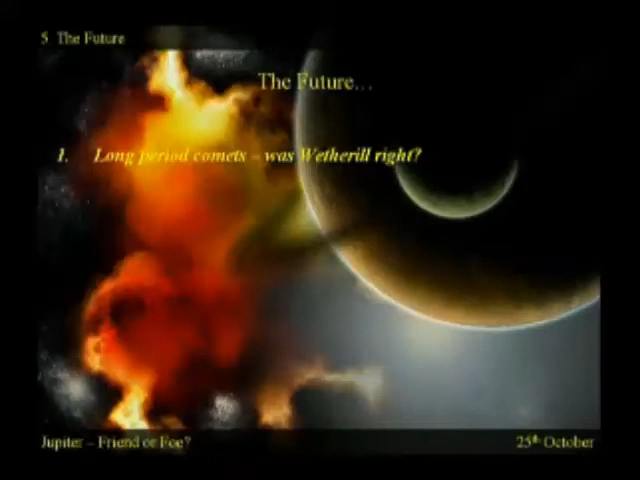 5 The Future
The Future...
1. Long period comets – was Wetherill right?
Jupiter – Friend or Foe?
25th October